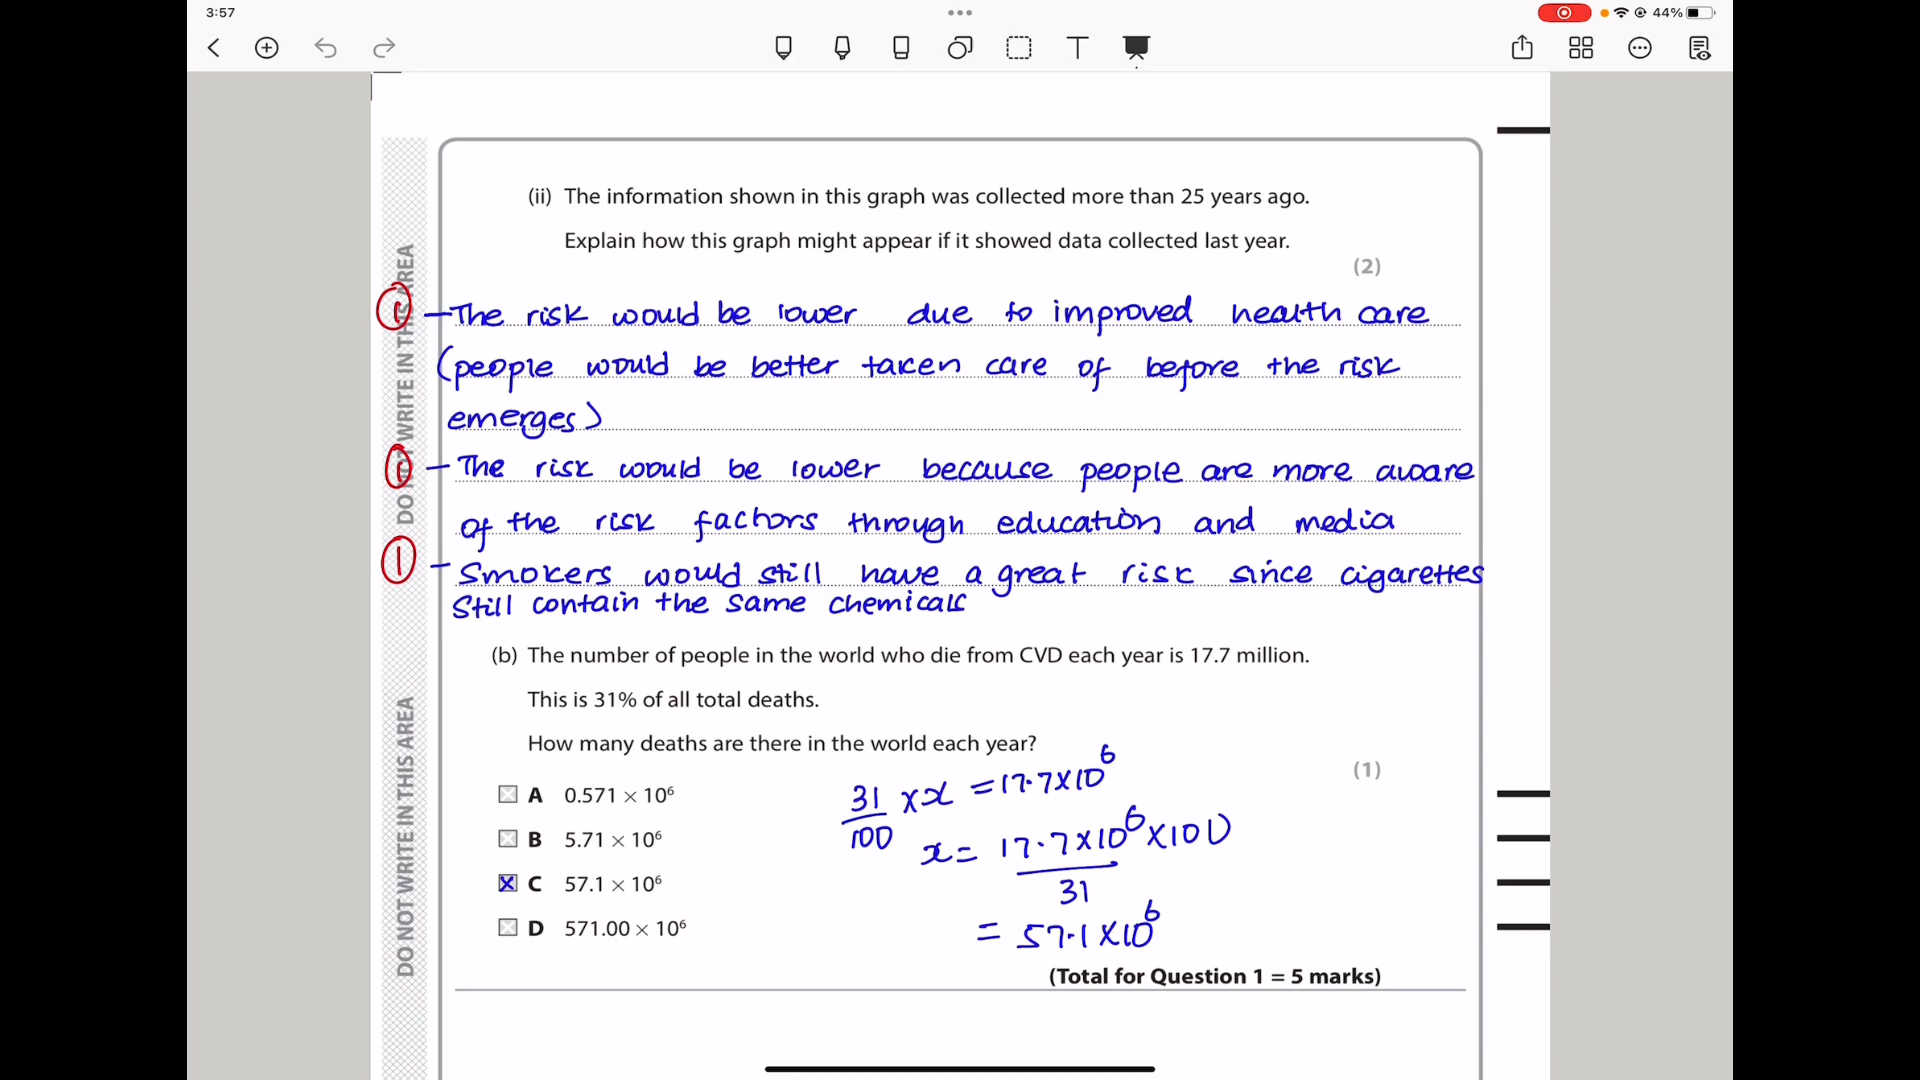 3:57
44%
T
(ii) The information shown in this graph was collected more than 25 years ago.
Explain how this graph might appear if it showed data collected last year.
(2)
1 - The risk would be lower due to improved health care
(people would be better taken care of before the risk
emerges)
1 - The risk would be lower because people are more aware
of the risk factors through education and media
1 - Smokers would still have a great risk since cigarettes
still contain the same chemicals
DO NOT WRITE IN THIS AREA
(b) The number of people in the world who die from CVD each year is 17.7 million.
This is 31% of all total deaths.
How many deaths are there in the world each year?
(1)
A 0.571 × 10⁶
B 5.71 × 10⁶
C 57.1 × 10⁶
D 571.00 × 10⁶
31/100 × x = 17.7 × 10⁶
x = 17.7 × 10⁶ × 100 / 31
= 57.1 × 10⁶
DO NOT WRITE IN THIS AREA
(Total for Question 1 = 5 marks)